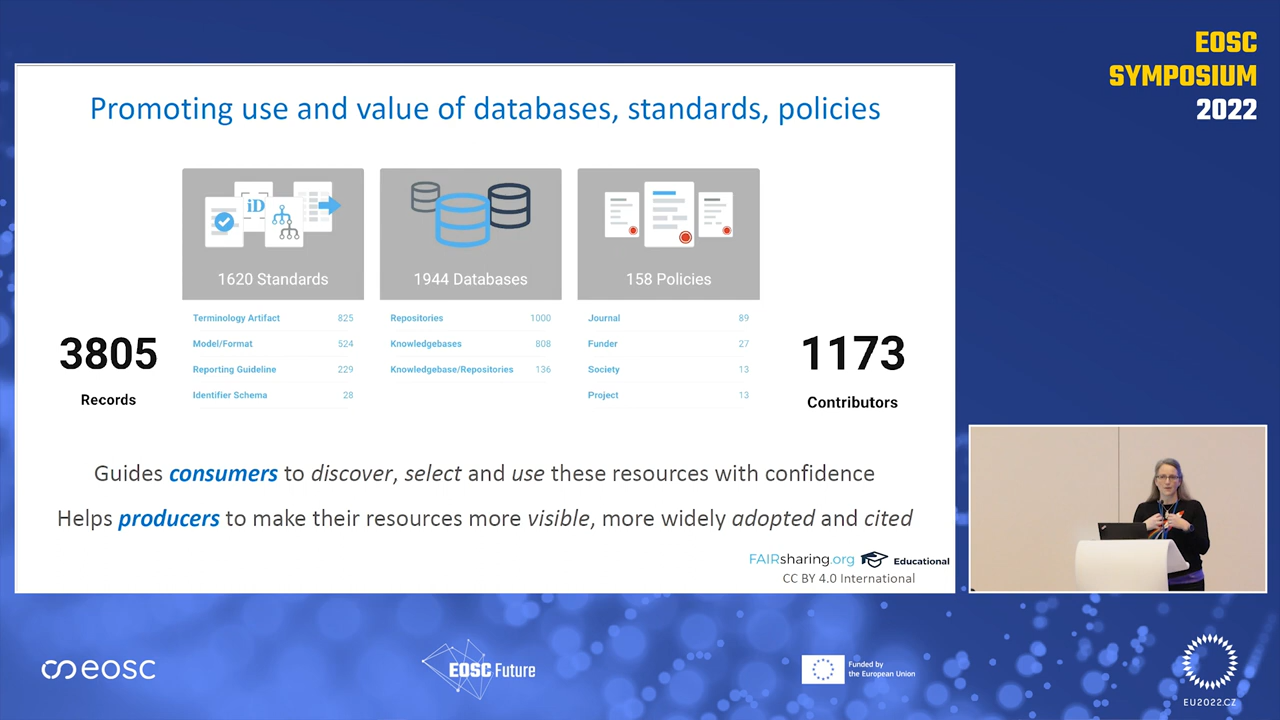 EOSC
SYMPOSIUM
2022
Promoting use and value of databases, standards, policies
iD
1620 Standards
Terminology Artifact 825
Model/Format 524
Reporting Guideline 229
Identifier Schema 28
1944 Databases
Repositories 1000
Knowledgebases 808
Knowledgebase/Repositories 136
158 Policies
Journal 89
Funder 27
Society 13
Project 13
3805
Records
1173
Contributors
Guides consumers to discover, select and use these resources with confidence
Helps producers to make their resources more visible, more widely adopted and cited
FAIRsharing.org Educational
CC BY 4.0 International
eosc
EOSC Future
Funded by
the European Union
EU2022.CZ